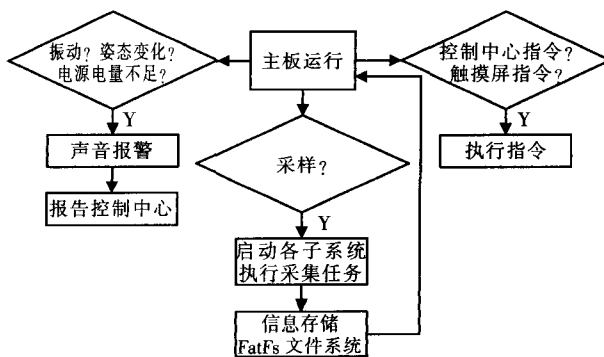 振动？姿态变化？
电源电量不足？
Y
声音报警
报告控制中心
主板运行
采样？
Y
启动各子系统
执行采集任务
信息存储
FatFs 文件系统
控制中心指令？
触摸屏指令？
Y
执行指令